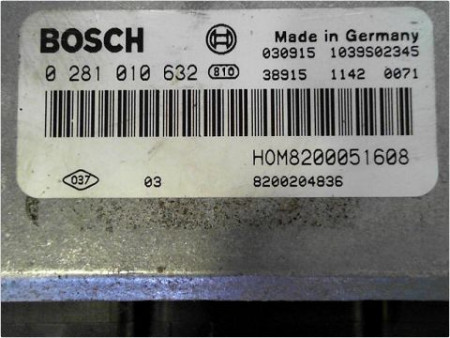 BOSCH Made in Germany
030915 1039S02345
0 281 010 632 810 38915 1142 0071
HOM8200051608
037 03 8200204836